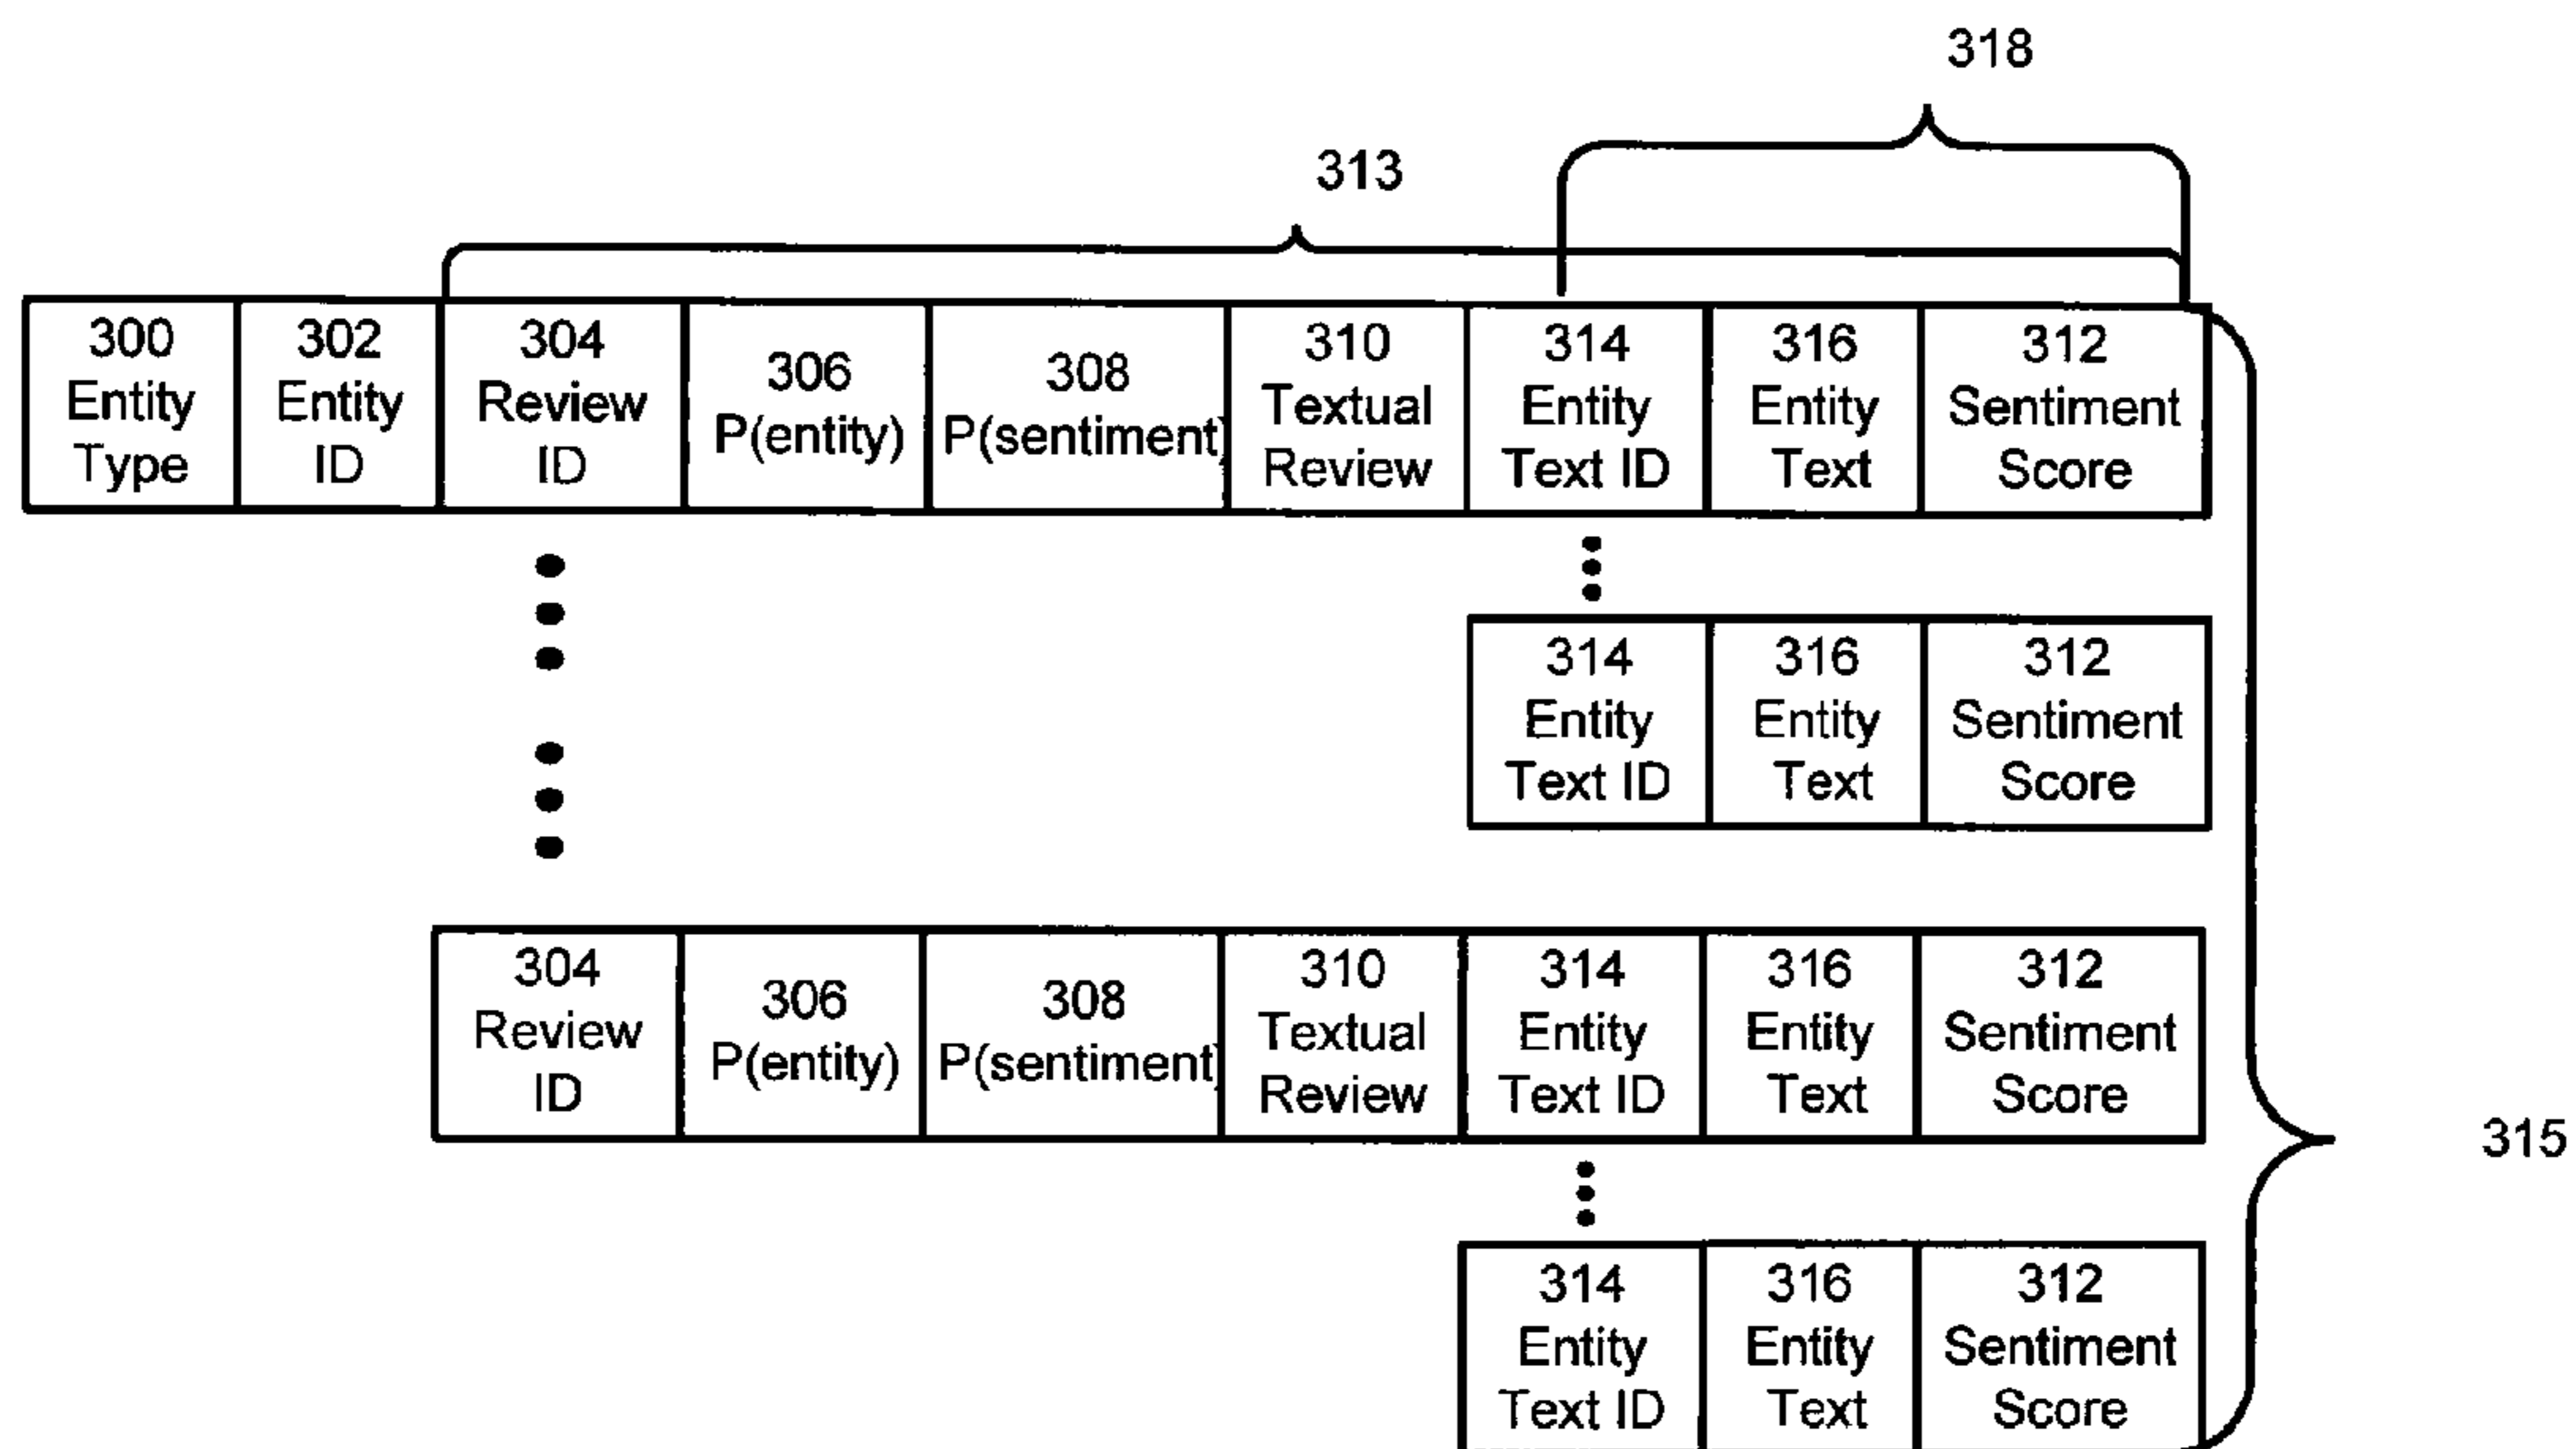 318
313
300 Entity Type
302 Entity ID
304 Review ID
306 P(entity)
308 P(sentiment)
310 Textual Review
314 Entity Text ID
316 Entity Text
312 Sentiment Score
314 Entity Text ID
316 Entity Text
312 Sentiment Score
304 Review ID
306 P(entity)
308 P(sentiment)
310 Textual Review
314 Entity Text ID
316 Entity Text
312 Sentiment Score
315
314 Entity Text ID
316 Entity Text
312 Sentiment Score